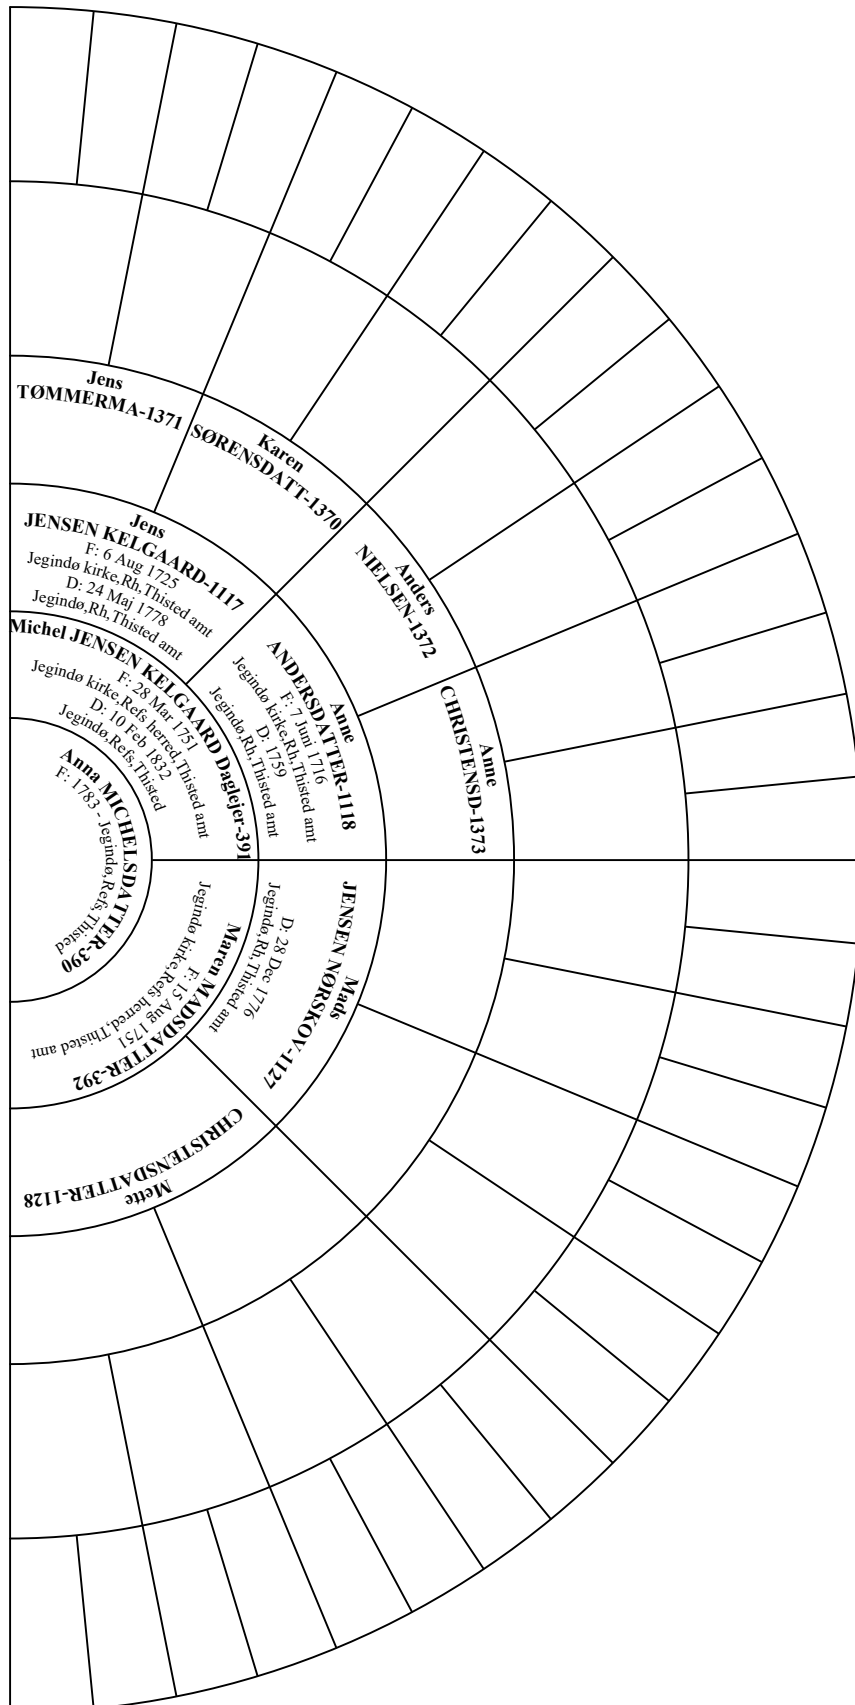 Jens
TØMMERMA-1371
Karen
SØRENSDATT-1370
Anders
NIELSEN-1372
Anne
CHRISTENSD-1373
Jens
JENSEN KELGAARD-1117
F: 6 Aug 1725
Jegindø kirke,Rh,Thisted amt
D: 24 Maj 1778
Jegindø,Rh,Thisted amt
Anne
ANDERSDATTER-1118
F: 7 Juni 1716
Jegindø kirke,Rh,Thisted amt
D: 1759
Jegindø,Rh,Thisted amt
Mads
JENSEN NØRSKOV-1127
D: 28 Dec 1776
Jegindø,Rh,Thisted amt
Mette
CHRISTENSDATTER-1128
Michel JENSEN KELGAARD Daglejer-391
F: 28 Mar 1751
Jegindø kirke,Refs herred,Thisted amt
D: 10 Feb 1832
Jegindø,Refs,Thisted
Maren MADSDATTER-392
F: 15 Aug 1751
Jegindø kirke,Refs herred,Thisted amt
Anna MICHELSDATTER-390
F: 1783 - Jegindø,Refs,Thisted